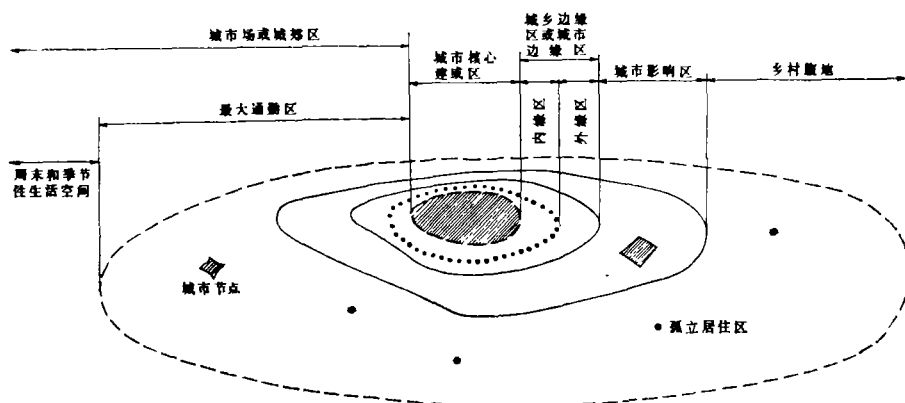 城市场或城郊区
城市核心
建成区
城乡边缘
区或城市
边缘区
城市影响区
乡村腹地
最大通勤区
内缘区
外缘区
周末和季节
性生活空间
城市节点
孤立居住区